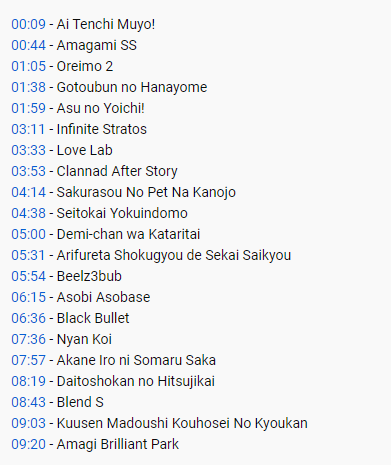 00:09 - Ai Tenchi Muyo!
00:44 - Amagami SS
01:05 - Oreimo 2
01:38 - Gotoubun no Hanayome
01:59 - Asu no Yoichi!
03:11 - Infinite Stratos
03:33 - Love Lab
03:53 - Clannad After Story
04:14 - Sakurasou No Pet Na Kanojo
04:38 - Seitokai Yokuindomo
05:00 - Demi-chan wa Kataritai
05:31 - Arifureta Shokugyou de Sekai Saikyou
05:54 - Beelz3bub
06:15 - Asobi Asobase
06:36 - Black Bullet
07:36 - Nyan Koi
07:57 - Akane Iro ni Somaru Saka
08:19 - Daitoshokan no Hitsujikai
08:43 - Blend S
09:03 - Kuusen Madoushi Kouhosei No Kyoukan
09:20 - Amagi Brilliant Park